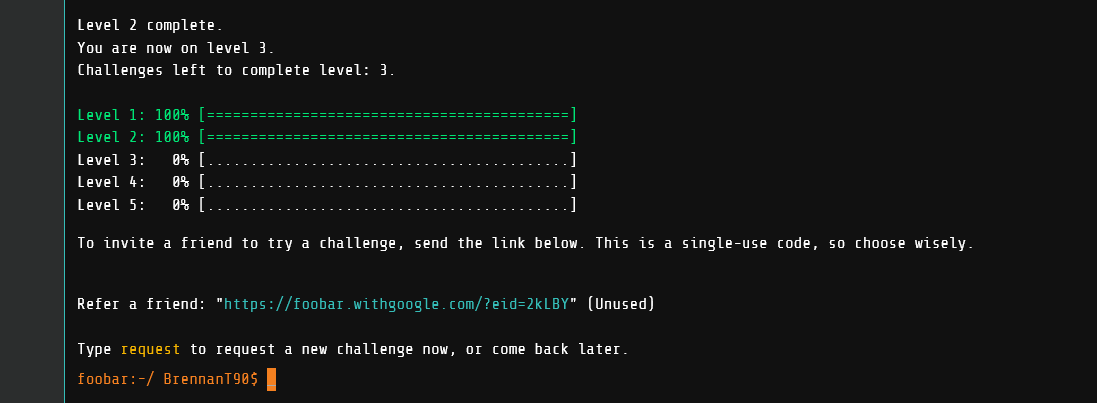 Level 2 complete.
You are now on level 3.
Challenges left to complete level: 3.
Level 1: 100% [==========================================]
Level 2: 100% [==========================================]
Level 3:   0% [..........................................]
Level 4:   0% [..........................................]
Level 5:   0% [..........................................]
To invite a friend to try a challenge, send the link below. This is a single-use code, so choose wisely.
Refer a friend: "https://foobar.withgoogle.com/?eid=2kLBY" (Unused)
Type request to request a new challenge now, or come back later.
foobar:~/ BrennanT90$